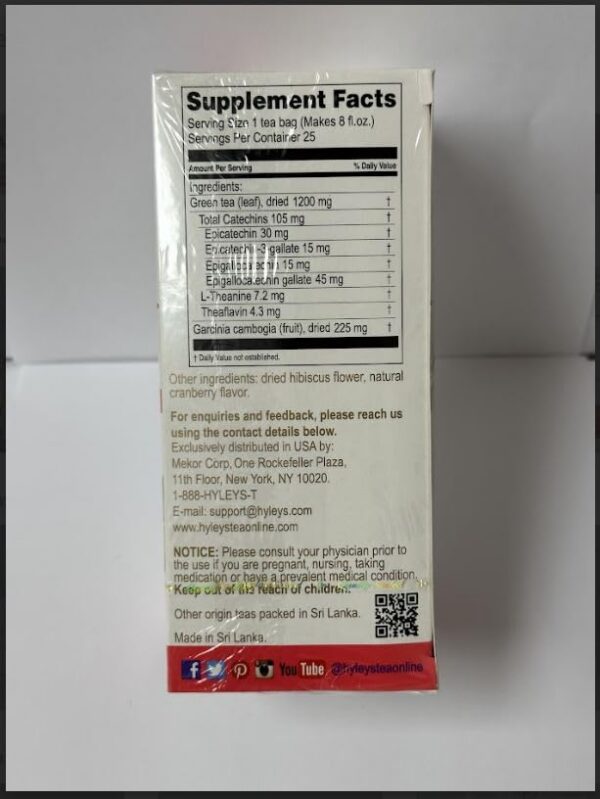 Supplement Facts
Serving Size 1 tea bag (Makes 8 fl.oz.)
Servings Per Container 25
Amount Per Serving % Daily Value
Ingredients:
Green tea (leaf), dried 1200 mg †
Total Catechins 105 mg †
Epicatechin 30 mg †
Epicatechin-3-gallate 15 mg †
Epigallocatechin 15 mg †
Epigallocatechin gallate 45 mg †
L-Theanine 7.2 mg †
Theaflavin 4.3 mg †
Garcinia cambogia (fruit), dried 225 mg †
† Daily Value not established.
Other ingredients: dried hibiscus flower, natural
cranberry flavor.
For enquiries and feedback, please reach us
using the contact details below.
Exclusively distributed in USA by:
Mekor Corp, One Rockefeller Plaza,
11th Floor, New York, NY 10020.
1-888-HYLEYS-T
E-mail: support@hyleys.com
www.hyleysteaonline.com
NOTICE: Please consult your physician prior to
the use if you are pregnant, nursing, taking
medication or have a prevalent medical condition.
Keep out of the reach of children.
Other origin teas packed in Sri Lanka.
Made in Sri Lanka.
f You Tube @hyleysteaonline